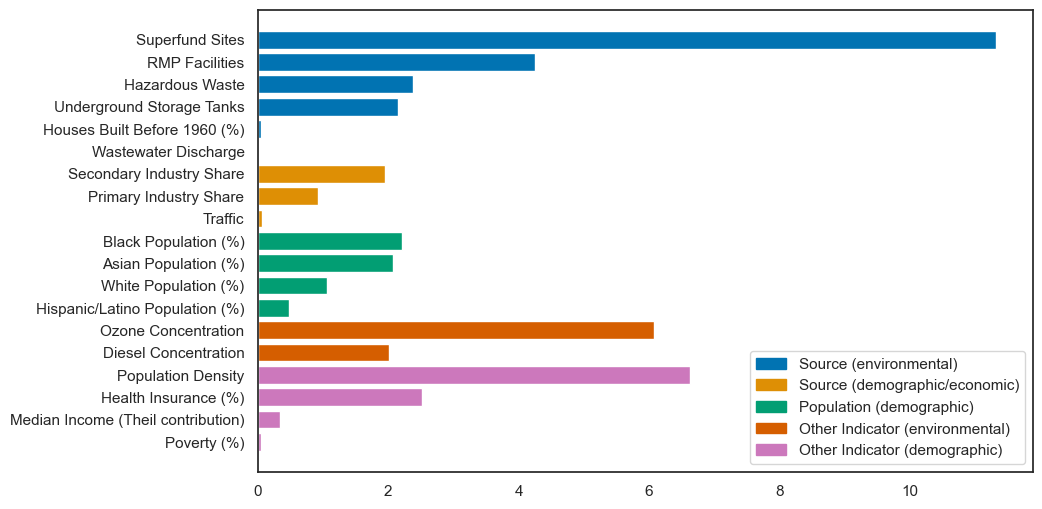 Superfund Sites
RMP Facilities
Hazardous Waste
Underground Storage Tanks
Houses Built Before 1960 (%)
Wastewater Discharge
Secondary Industry Share
Primary Industry Share
Traffic
Black Population (%)
Asian Population (%)
White Population (%)
Hispanic/Latino Population (%)
Ozone Concentration
Diesel Concentration
Population Density
Health Insurance (%)
Median Income (Theil contribution)
Poverty (%)
Source (environmental)
Source (demographic/economic)
Population (demographic)
Other Indicator (environmental)
Other Indicator (demographic)
0 2 4 6 8 10